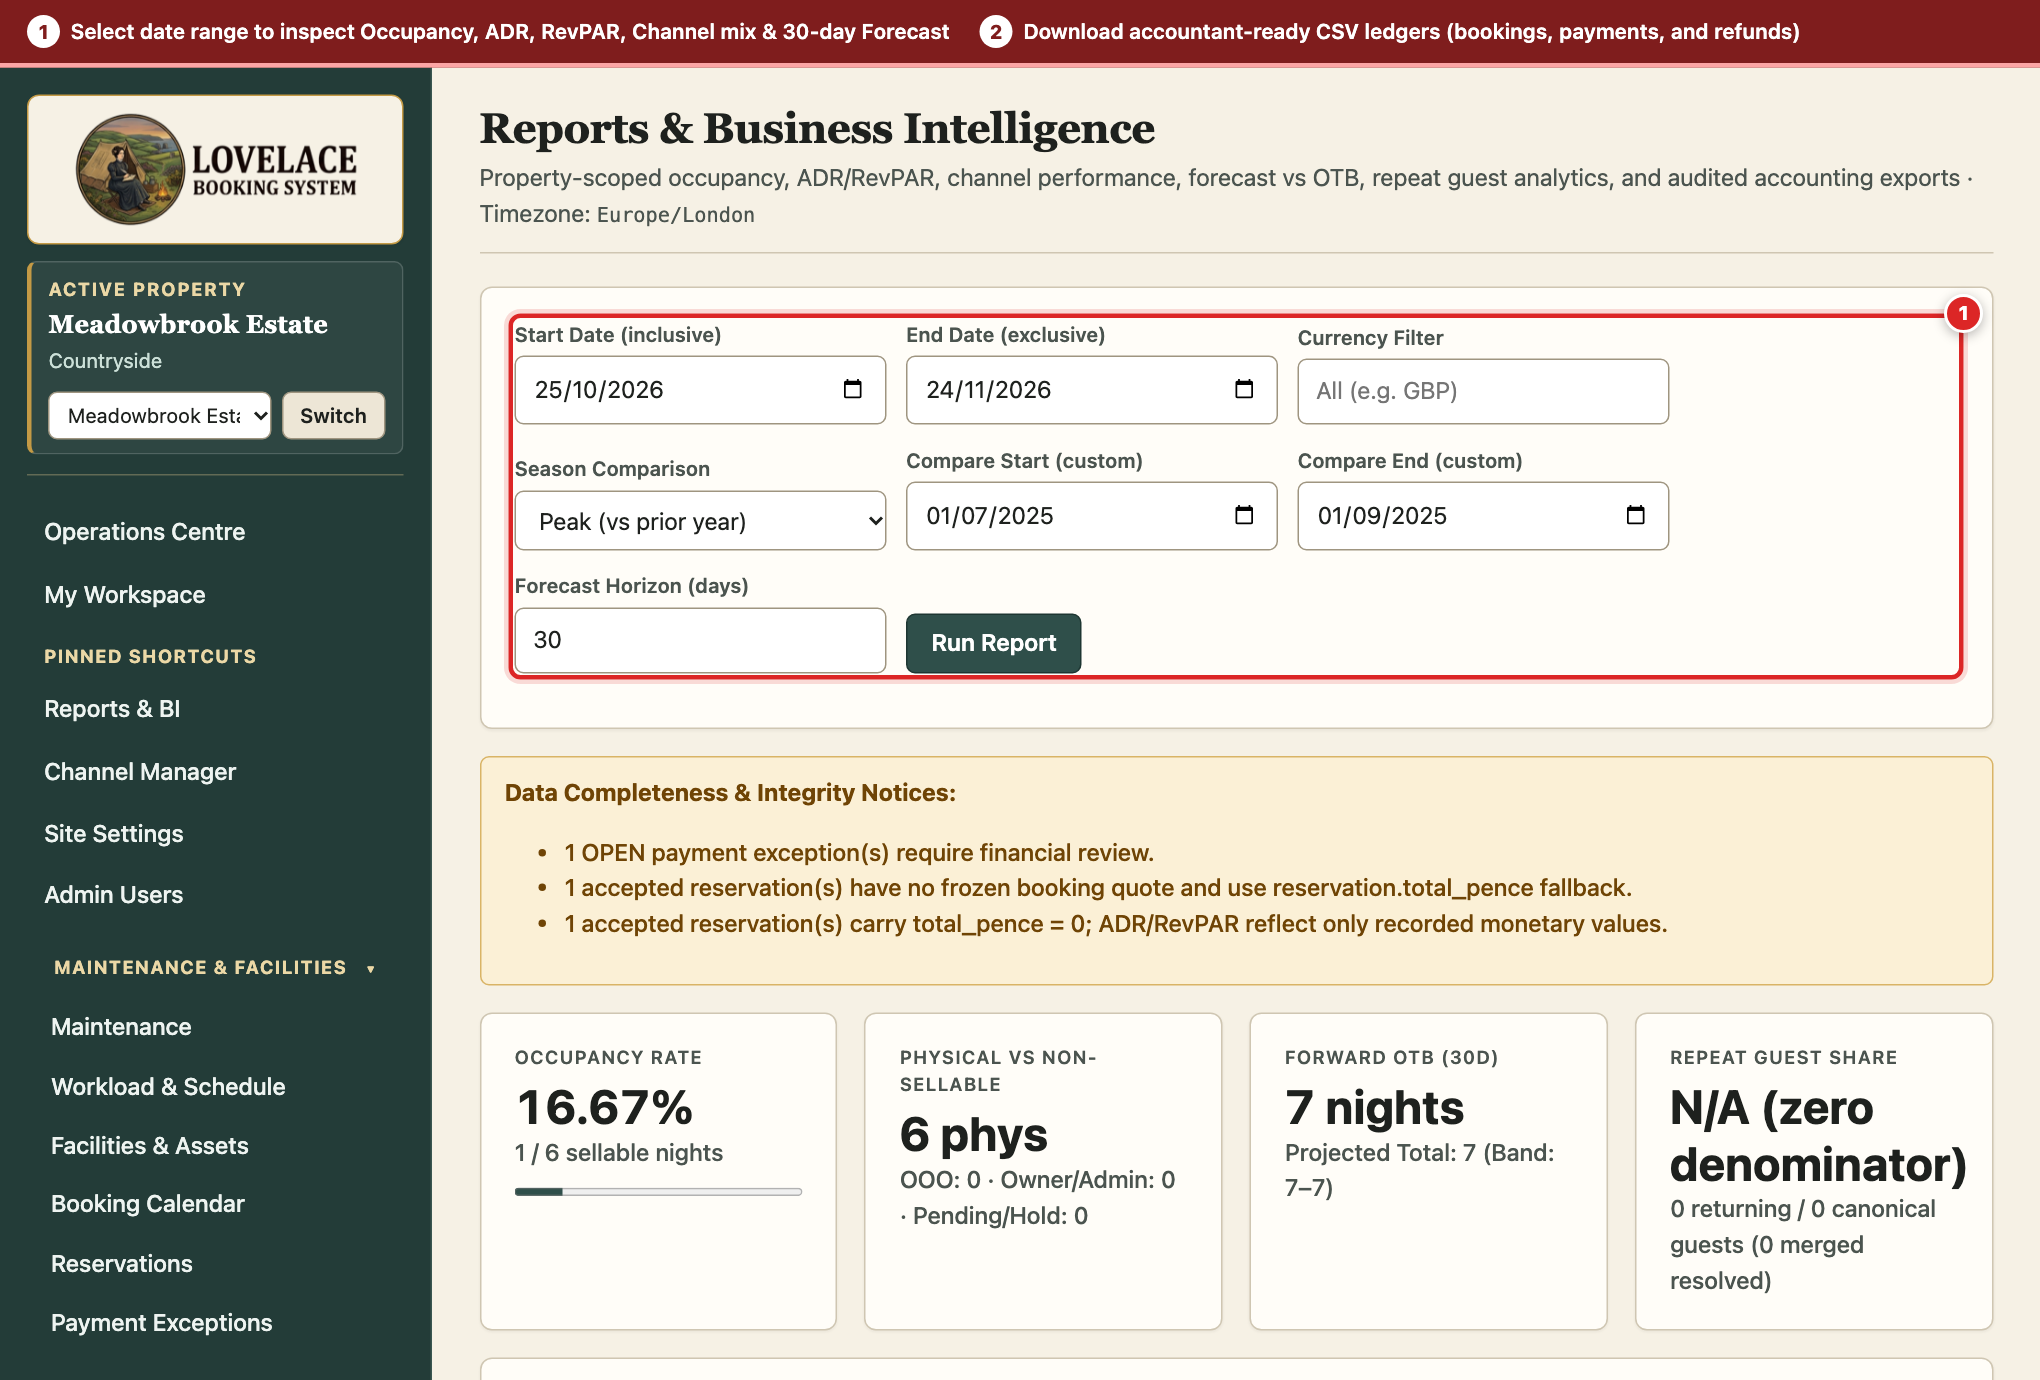 1 Select date range to inspect Occupancy, ADR, RevPAR, Channel mix & 30-day Forecast 2 Download accountant-ready CSV ledgers (bookings, payments, and refunds)
LOVELACE
BOOKING SYSTEM
ACTIVE PROPERTY
Meadowbrook Estate
Countryside
Meadowbrook Esta Switch
Operations Centre
My Workspace
PINNED SHORTCUTS
Reports & BI
Channel Manager
Site Settings
Admin Users
MAINTENANCE & FACILITIES ▾
Maintenance
Workload & Schedule
Facilities & Assets
Booking Calendar
Reservations
Payment Exceptions
Reports & Business Intelligence
Property-scoped occupancy, ADR/RevPAR, channel performance, forecast vs OTB, repeat guest analytics, and audited accounting exports ·
Timezone: Europe/London
1
Start Date (inclusive) End Date (exclusive) Currency Filter
25/10/2026 24/11/2026 All (e.g. GBP)
Season Comparison Compare Start (custom) Compare End (custom)
Peak (vs prior year) 01/07/2025 01/09/2025
Forecast Horizon (days)
30 Run Report
Data Completeness & Integrity Notices:
• 1 OPEN payment exception(s) require financial review.
• 1 accepted reservation(s) have no frozen booking quote and use reservation.total_pence fallback.
• 1 accepted reservation(s) carry total_pence = 0; ADR/RevPAR reflect only recorded monetary values.
OCCUPANCY RATE
16.67%
1 / 6 sellable nights
PHYSICAL VS NON-
SELLABLE
6 phys
OOO: 0 · Owner/Admin: 0
· Pending/Hold: 0
FORWARD OTB (30D)
7 nights
Projected Total: 7 (Band:
7–7)
REPEAT GUEST SHARE
N/A (zero
denominator)
0 returning / 0 canonical
guests (0 merged
resolved)